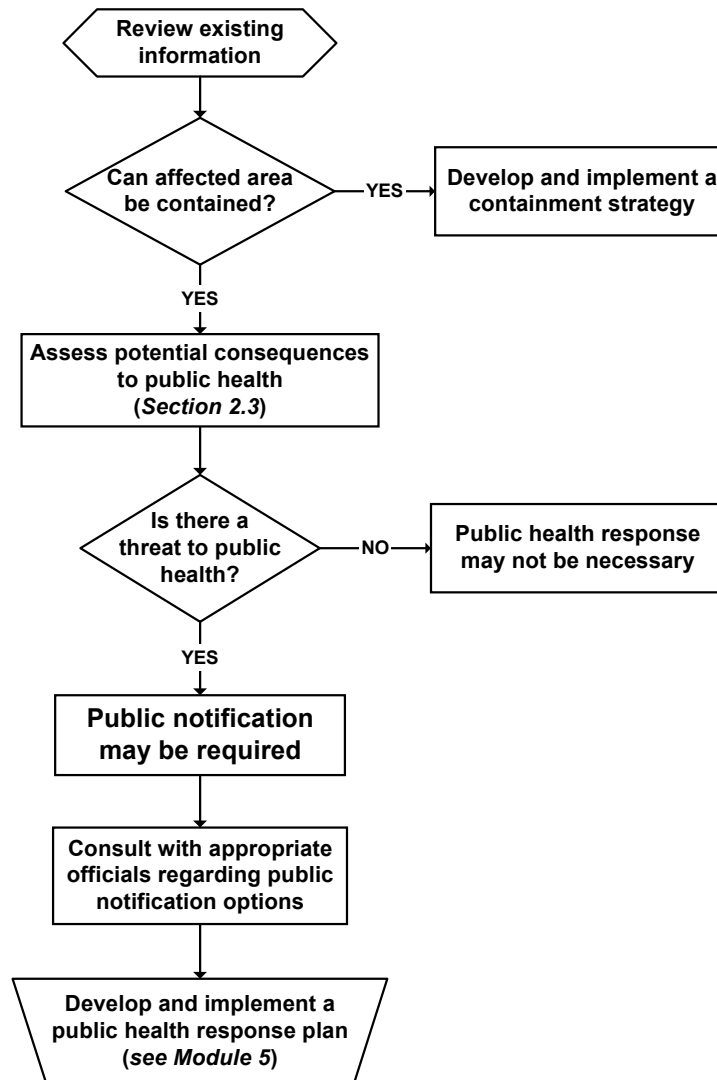 Review existing
information
Can affected area
be contained?
YES
Develop and implement a
containment strategy
YES
Assess potential consequences
to public health
(Section 2.3)
Is there a
threat to public
health?
NO
Public health response
may not be necessary
YES
Public notification
may be required
Consult with appropriate
officials regarding public
notification options
Develop and implement a
public health response plan
(see Module 5)